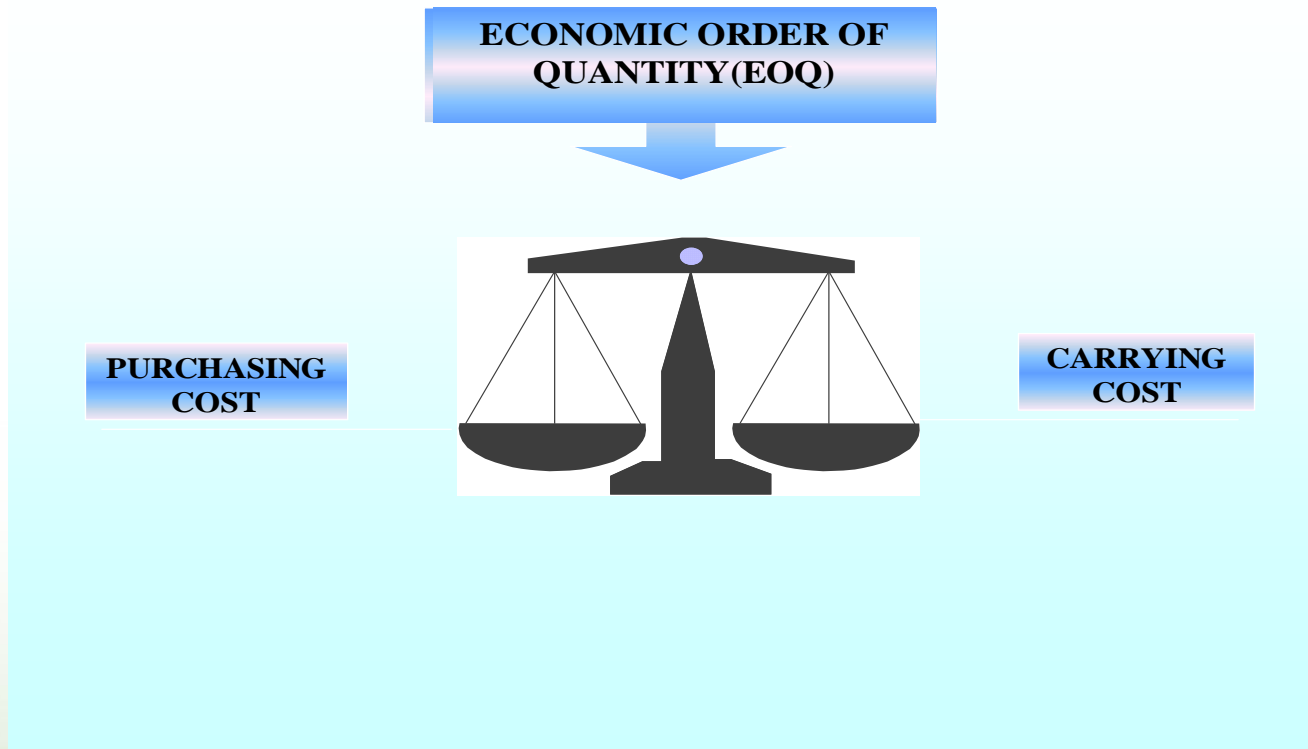 ECONOMIC ORDER OF
QUANTITY(EOQ)
PURCHASING
COST
CARRYING
COST